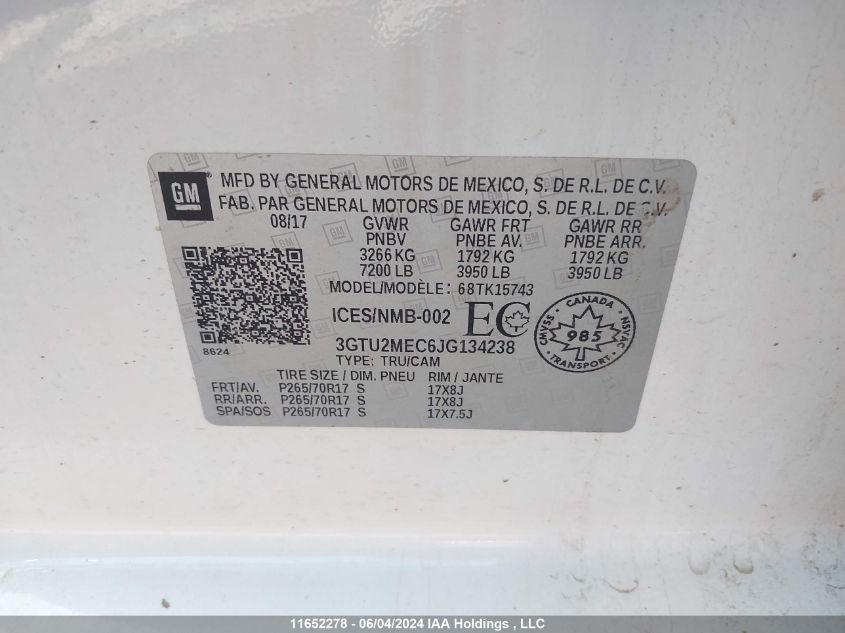 GM ® MFD BY GENERAL MOTORS DE MEXICO, S. DE R.L. DE C.V.
FAB. PAR GENERAL MOTORS DE MEXICO, S. DE R.L. DE C.V.
08/17 GVWR GAWR FRT GAWR RR
PNBV PNBE AV. PNBE ARR.
3266 KG 1792 KG 1792 KG
7200 LB 3950 LB 3950 LB
MODEL/MODÈLE: 68TK15743
ICES/NMB-002 EC
CANADA
CMVSS 985 NSVAC
TRANSPORT
8624
3GTU2MEC6JG134238
TYPE: TRU/CAM
TIRE SIZE / DIM. PNEU RIM / JANTE
FRT/AV. P265/70R17 S 17X8J
RR/ARR. P265/70R17 S 17X8J
SPA/SOS P265/70R17 S 17X7.5J
11652278 - 06/04/2024 IAA Holdings , LLC